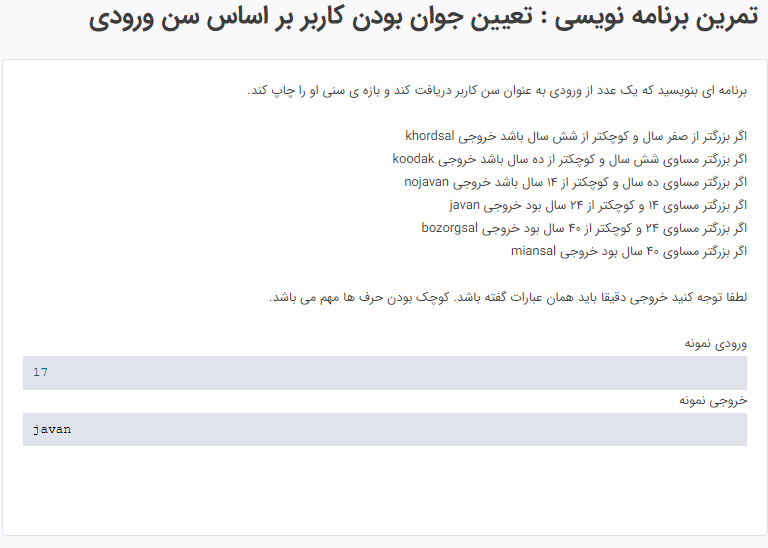 تمرین برنامه نویسی : تعیین جوان بودن کاربر بر اساس سن ورودی
برنامه ای بنویسید که یک عدد از ورودی به عنوان سن کاربر دریافت کند و بازه ی سنی او را چاپ کند.
اگر بزرگتر از صفر سال و کوچکتر از شش سال باشد خروجی khordsal
اگر بزرگتر مساوی شش سال و کوچکتر از ده سال باشد خروجی koodak
اگر بزرگتر مساوی ده سال و کوچکتر از ۱۴ سال باشد خروجی nojavan
اگر بزرگتر مساوی ۱۴ و کوچکتر از ۲۴ سال بود خروجی javan
اگر بزرگتر مساوی ۲۴ و کوچکتر از ۴۰ سال بود خروجی bozorgsal
اگر بزرگتر مساوی ۴۰ سال بود خروجی miansal
لطفا توجه کنید خروجی دقیقا باید همان عبارات گفته باشد. کوچک بودن حرف ها مهم می باشد.
ورودی نمونه
17
خروجی نمونه
javan